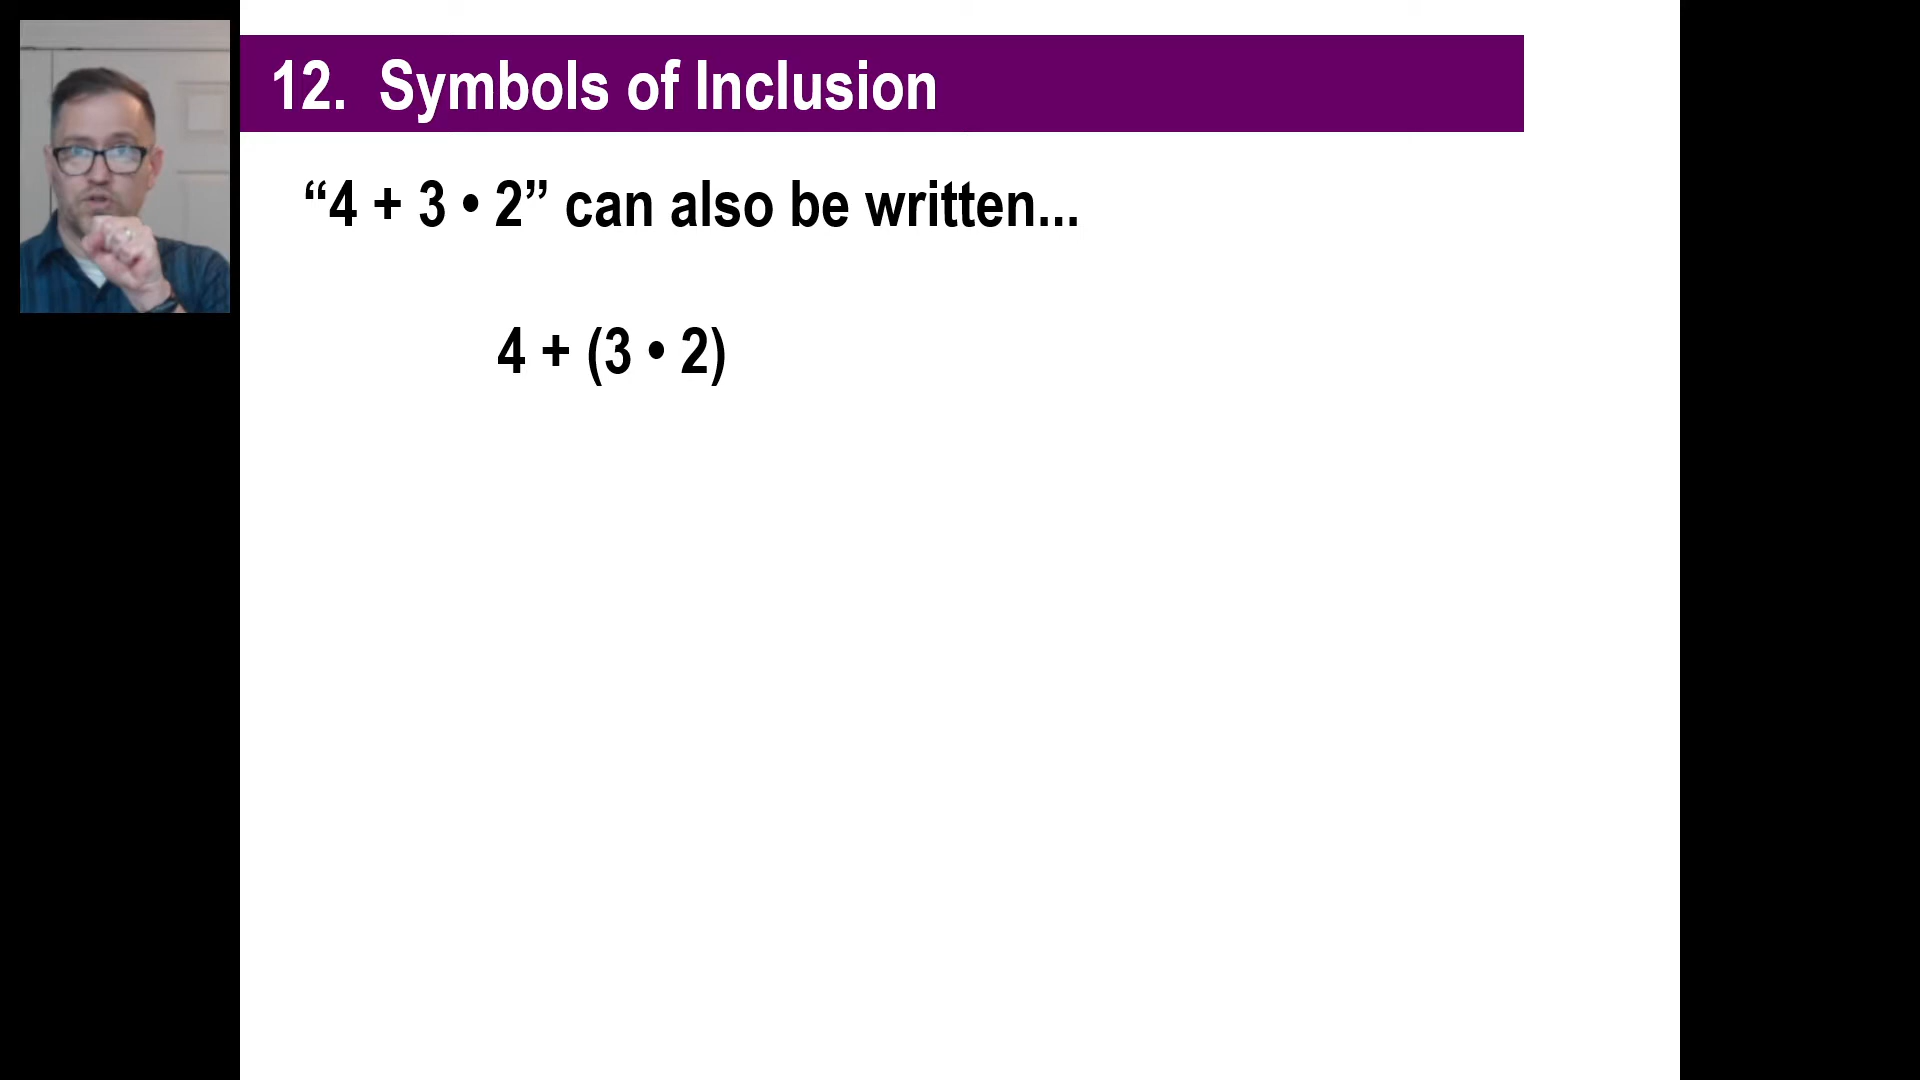 12. Symbols of Inclusion
“4 + 3 • 2” can also be written...
4 + (3 • 2)